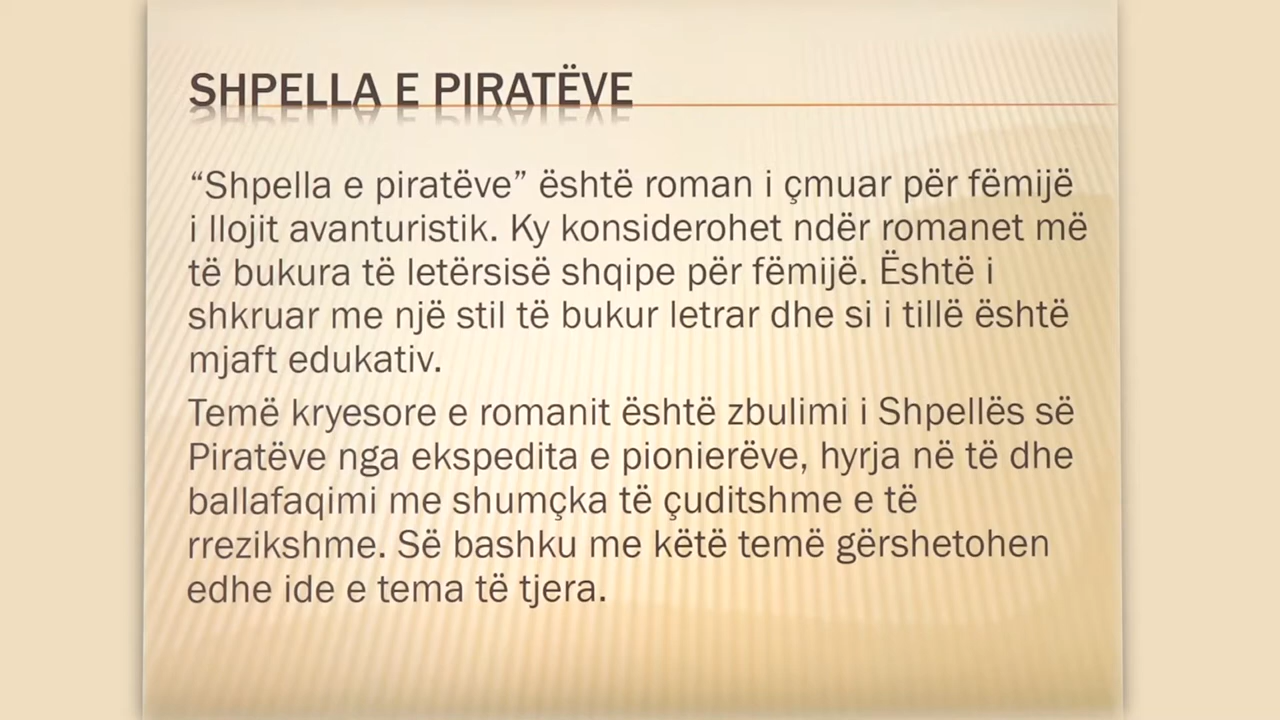 SHPELLA E PIRATËVE
“Shpella e piratëve” është roman i çmuar për fëmijë
i llojit avanturistik. Ky konsiderohet ndër romanet më
të bukura të letërsisë shqipe për fëmijë. Është i
shkruar me një stil të bukur letrar dhe si i tillë është
mjaft edukativ.
Temë kryesore e romanit është zbulimi i Shpellës së
Piratëve nga ekspedita e pionierëve, hyrja në të dhe
ballafaqimi me shumçka të çuditshme e të
rrezikshme. Së bashku me këtë temë gërshetohen
edhe ide e tema të tjera.